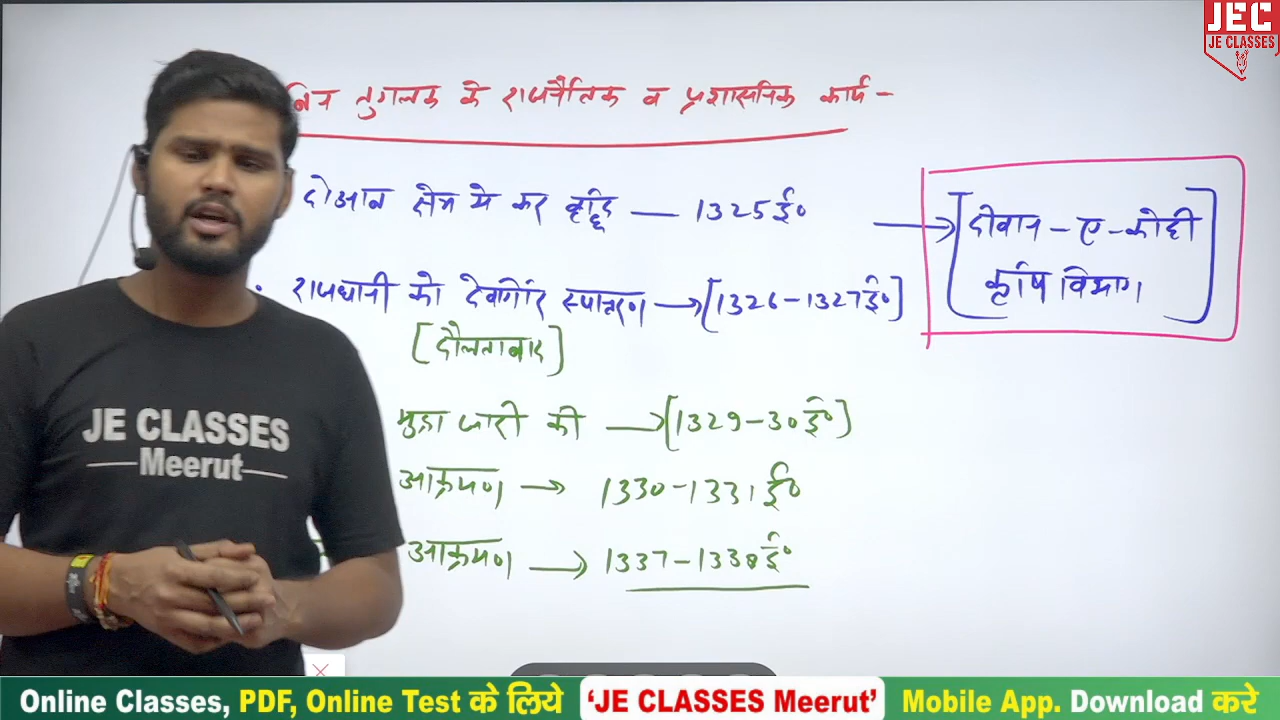 JEC
JE CLASSES
तुगलक के राजनैतिक व प्रशासनिक कार्य -
दोआब क्षेत्र मे कर वृद्धि — 1325 ई०
→ [दीवान - ए - कोही
कृषि विभाग]
राजधानी को देवगिरि स्थान्तरण → [1326-1327 ई०]
[दौलताबाद]
मुद्रा जारी की → [1329-30 ई०]
आक्रमण → 1330-1331 ई०
आक्रमण → 1337-1338 ई०
JE CLASSES
Meerut
Online Classes, PDF, Online Test के लिये 'JE CLASSES Meerut' Mobile App. Download करे